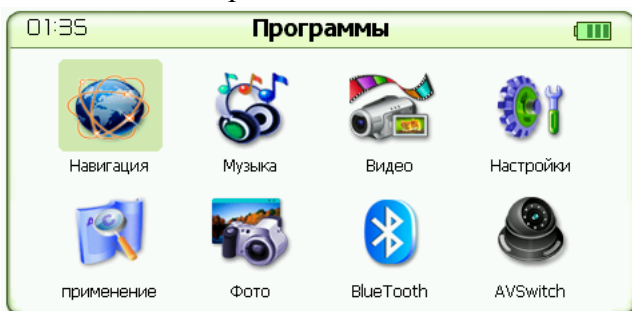 01:35 Программы
Навигация Музыка Видео Настройки
применение Фото BlueTooth AVSwitch